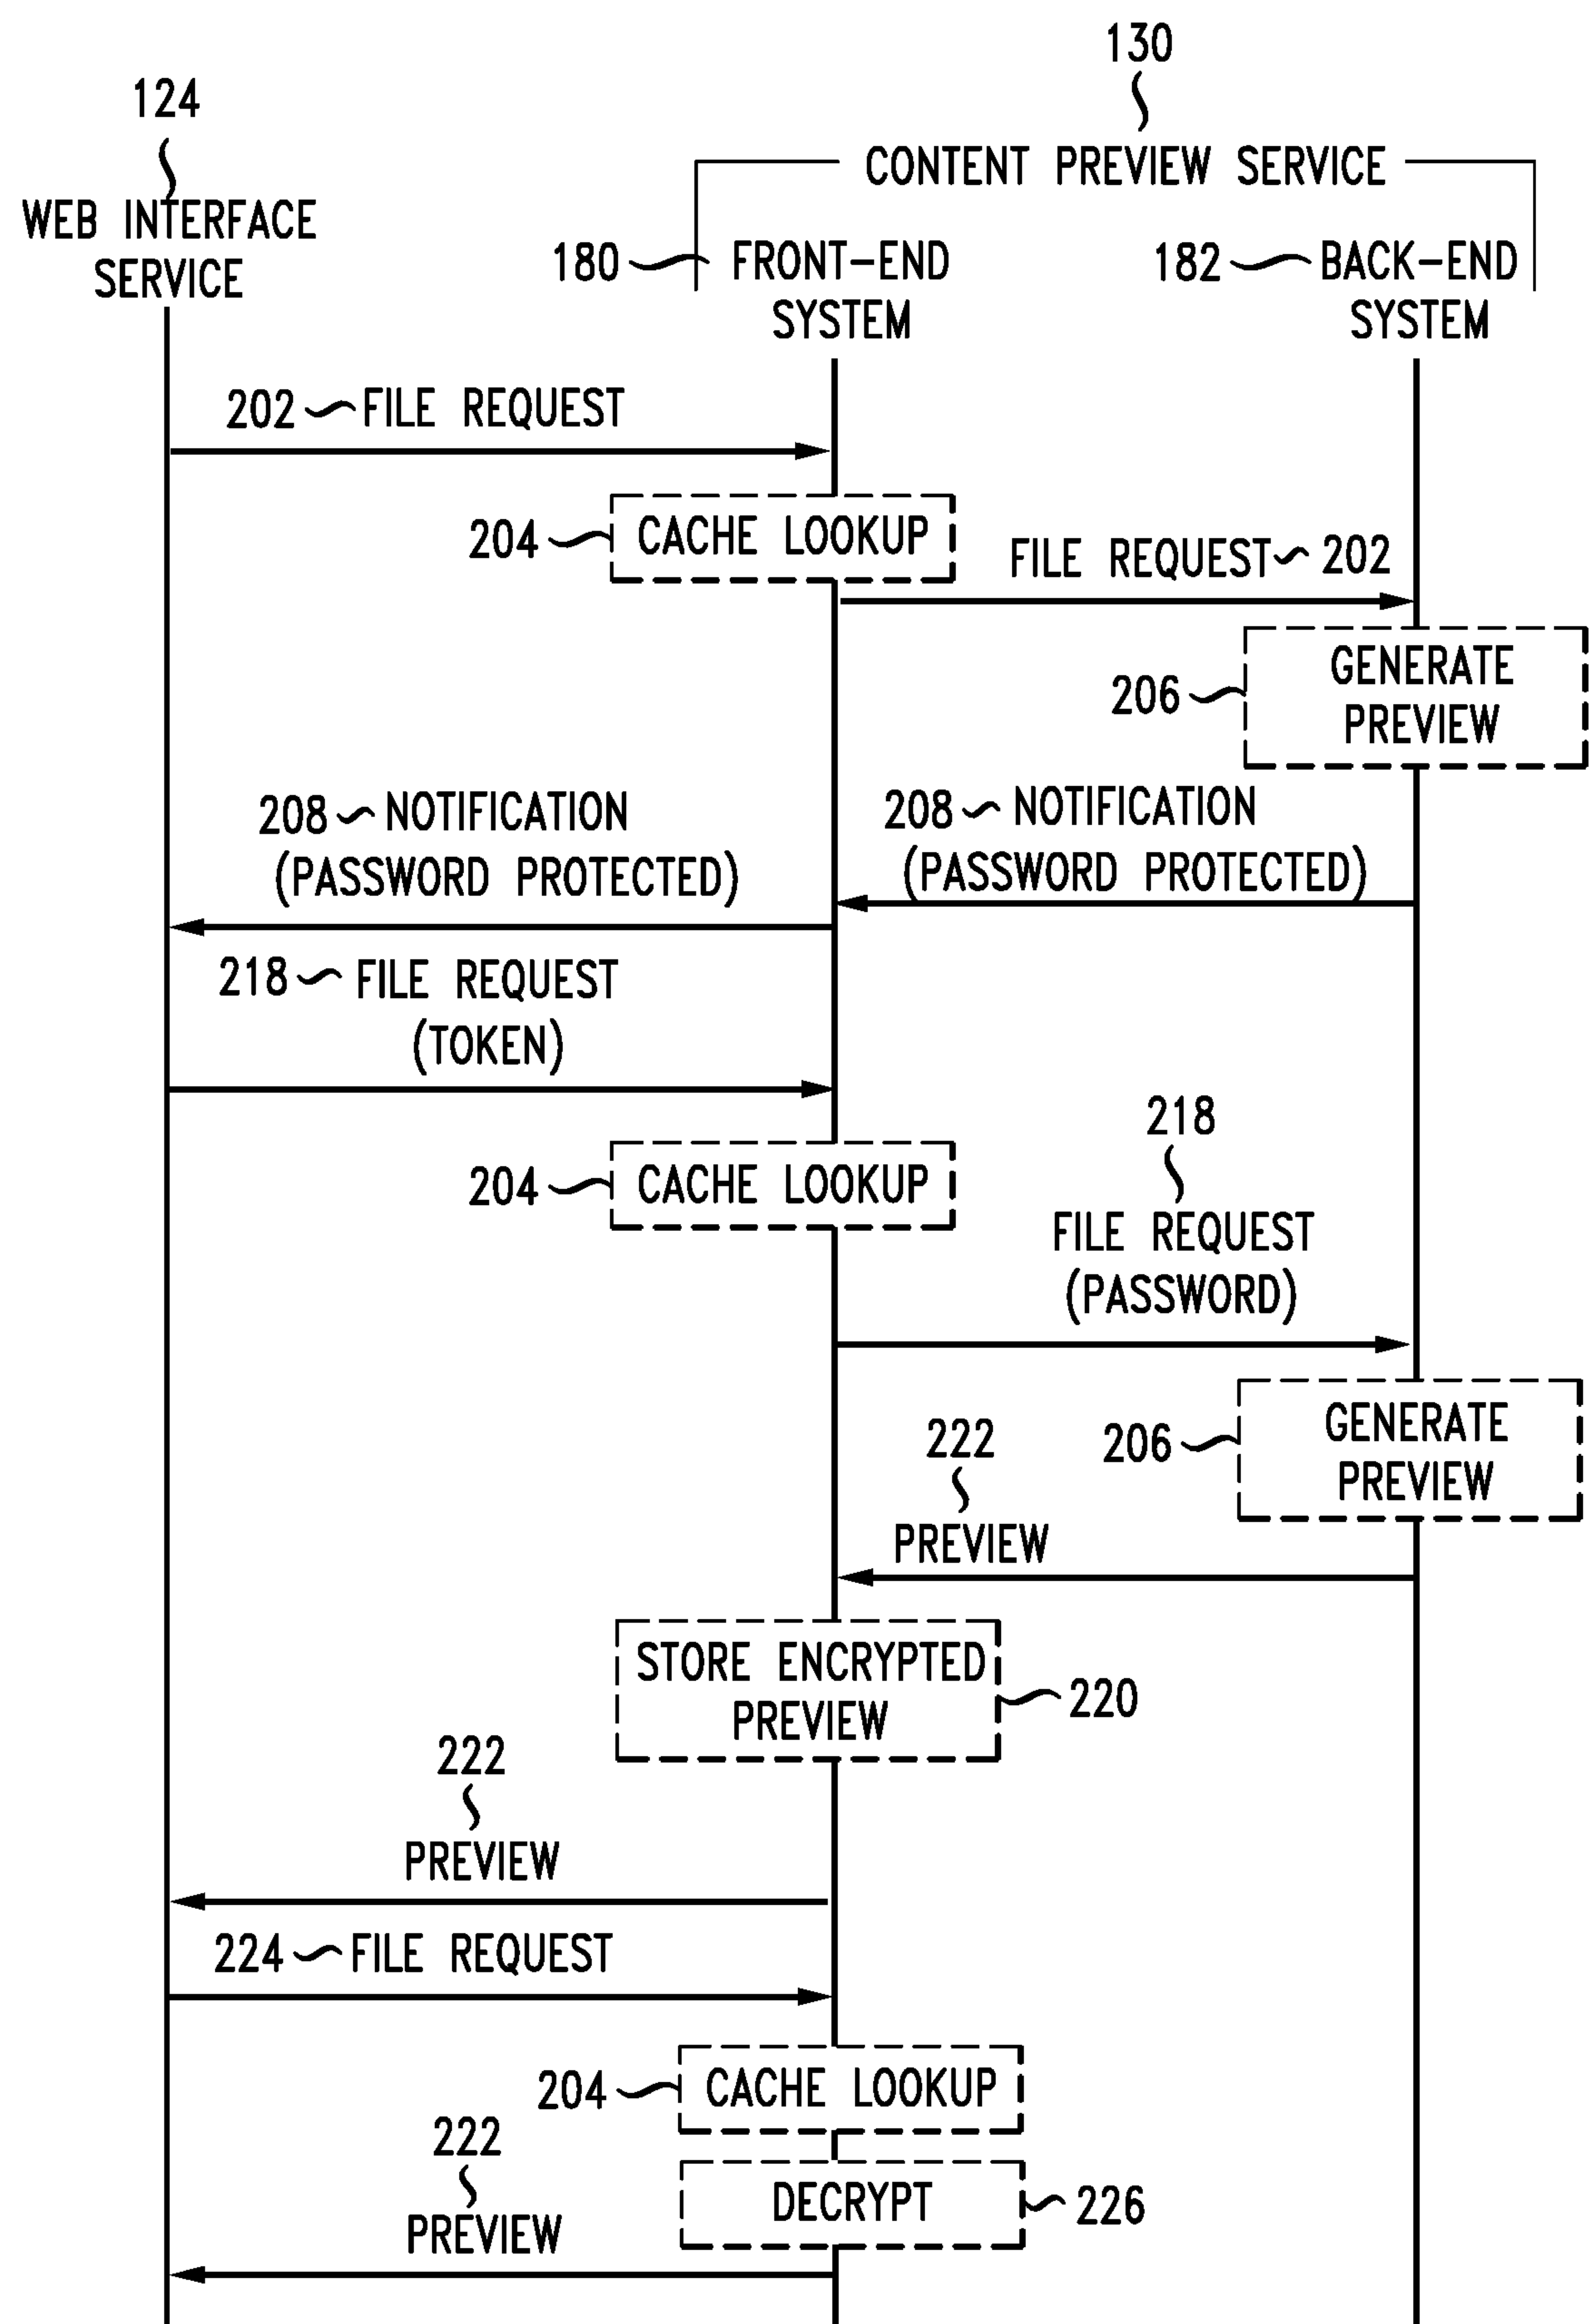 130
124
CONTENT PREVIEW SERVICE
WEB INTERFACE
SERVICE
180 FRONT-END
SYSTEM
182 BACK-END
SYSTEM
202 FILE REQUEST
204 CACHE LOOKUP
FILE REQUEST 202
206 GENERATE
PREVIEW
208 NOTIFICATION
(PASSWORD PROTECTED)
208 NOTIFICATION
(PASSWORD PROTECTED)
218 FILE REQUEST
(TOKEN)
204 CACHE LOOKUP
218
FILE REQUEST
(PASSWORD)
206 GENERATE
PREVIEW
222
PREVIEW
STORE ENCRYPTED
PREVIEW
220
222
PREVIEW
224 FILE REQUEST
204 CACHE LOOKUP
222
PREVIEW
DECRYPT 226